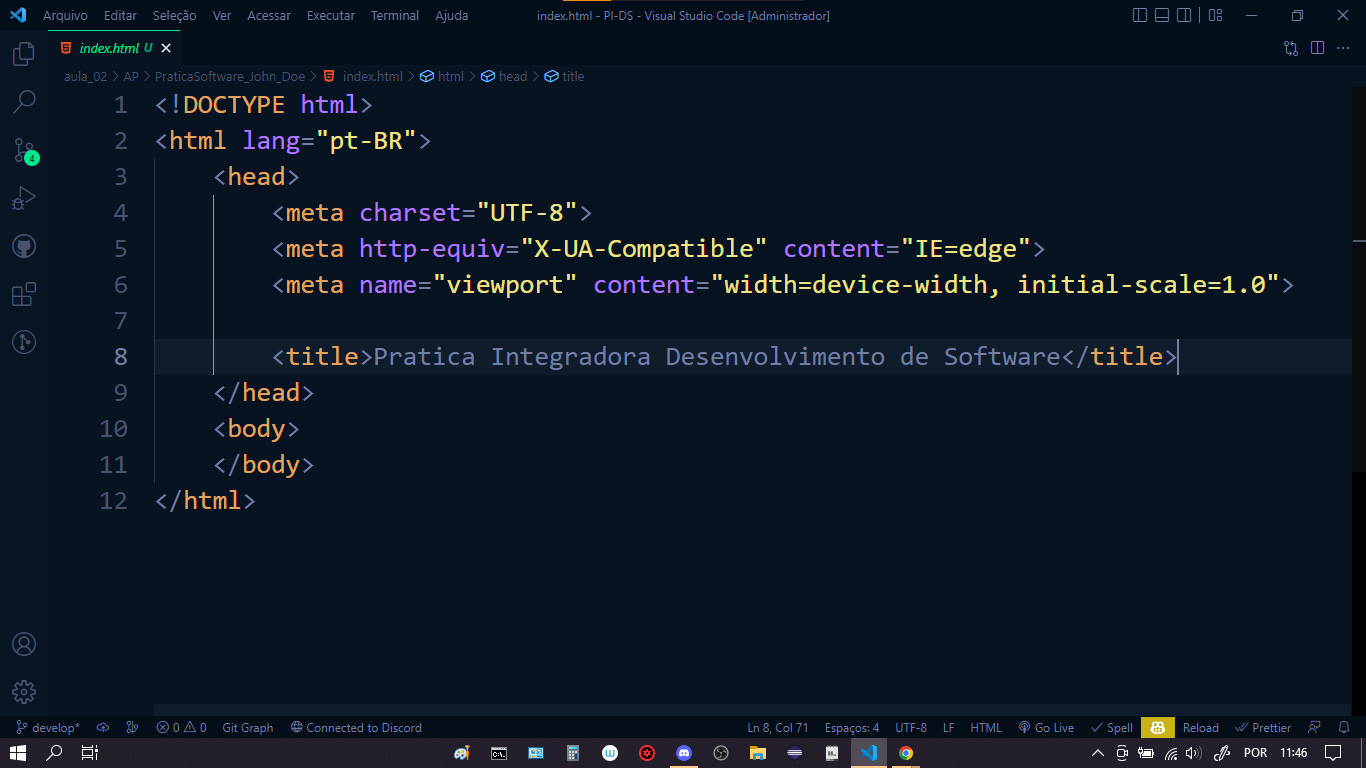 Arquivo Editar Seleção Ver Acessar Executar Terminal Ajuda index.html - PI-DS - Visual Studio Code [Administrador]
index.html U
aula_02 > AP > PraticaSoftware_John_Doe > index.html > html > head > title
1 <!DOCTYPE html>
2 <html lang="pt-BR">
3 <head>
4 <meta charset="UTF-8">
5 <meta http-equiv="X-UA-Compatible" content="IE=edge">
6 <meta name="viewport" content="width=device-width, initial-scale=1.0">
7
8 <title>Pratica Integradora Desenvolvimento de Software</title>
9 </head>
10 <body>
11 </body>
12 </html>
4
develop* 0 0 Git Graph Connected to Discord Ln 8, Col 71 Espaços: 4 UTF-8 LF HTML Go Live Spell Reload Prettier
POR 11:46